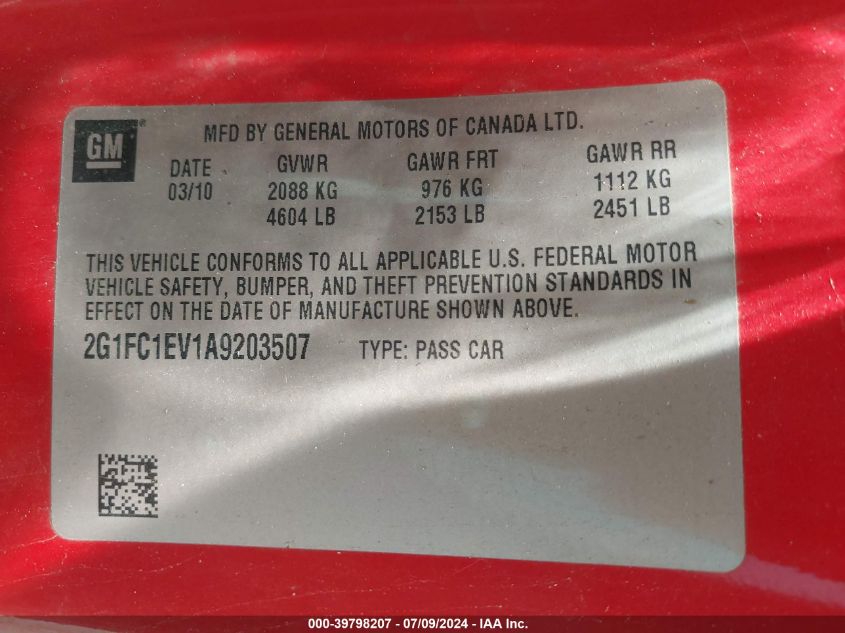 GM®
MFD BY GENERAL MOTORS OF CANADA LTD.
DATE GVWR GAWR FRT GAWR RR
03/10 2088 KG 976 KG 1112 KG
4604 LB 2153 LB 2451 LB
THIS VEHICLE CONFORMS TO ALL APPLICABLE U.S. FEDERAL MOTOR
VEHICLE SAFETY, BUMPER, AND THEFT PREVENTION STANDARDS IN
EFFECT ON THE DATE OF MANUFACTURE SHOWN ABOVE.
2G1FC1EV1A9203507 TYPE: PASS CAR
000-39798207 - 07/09/2024 - IAA Inc.